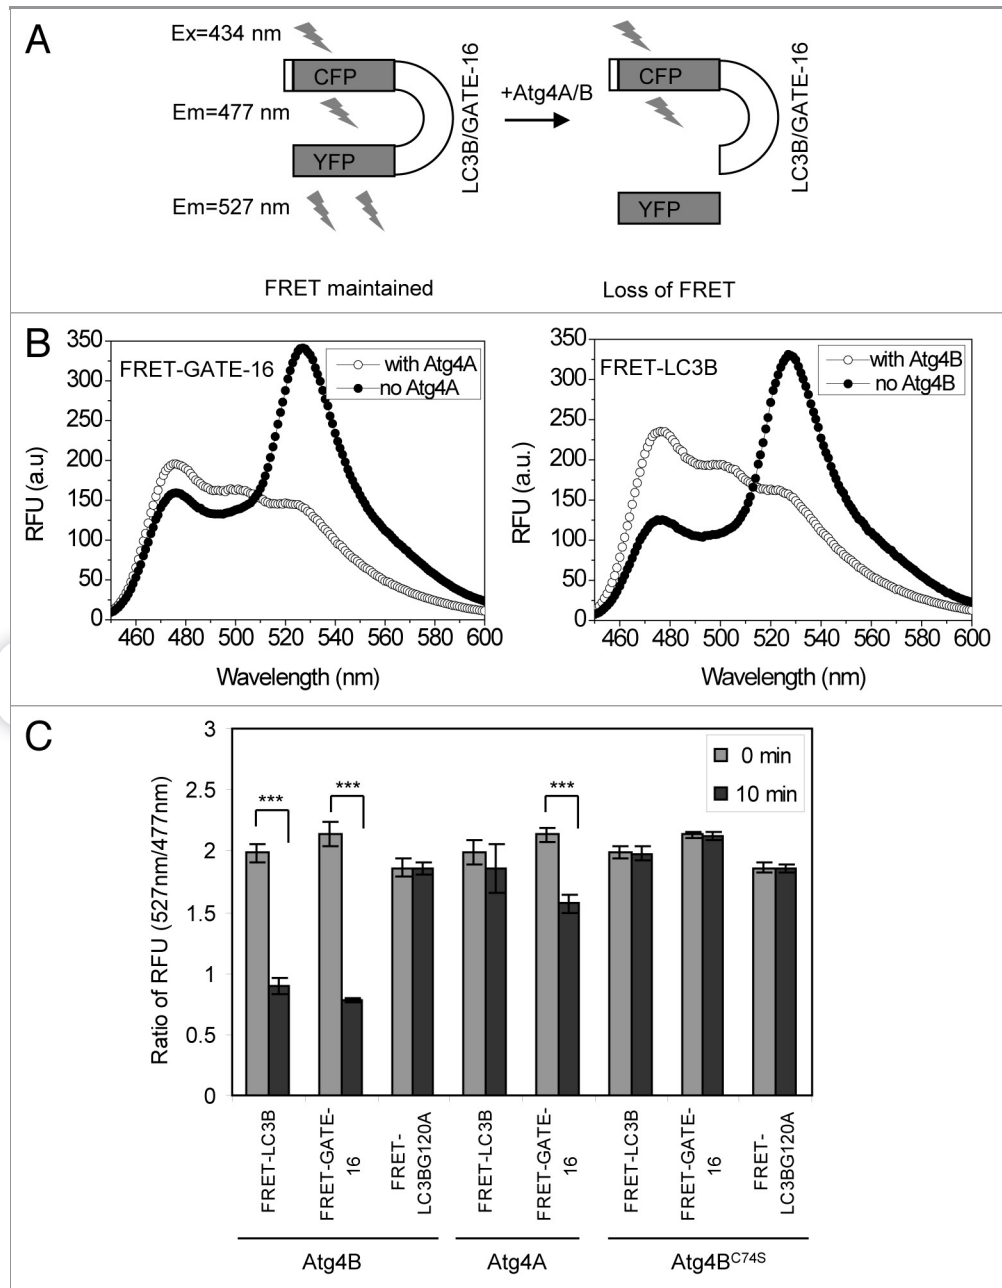 A
Ex=434 nm
CFP
Em=477 nm
YFP
Em=527 nm
LC3B/GATE-16
+Atg4A/B
CFP
YFP
LC3B/GATE-16
FRET maintained
Loss of FRET
B
FRET-GATE-16
with Atg4A
no Atg4A
RFU (a.u)
350
300
250
200
150
100
50
0
460 480 500 520 540 560 580 600
Wavelength (nm)
FRET-LC3B
with Atg4B
no Atg4B
RFU (a.u.)
350
300
250
200
150
100
50
0
460 480 500 520 540 560 580 600
Wavelength (nm)
C
Ratio of RFU (527nm/477nm)
3
2.5
2
1.5
1
0.5
0
0 min
10 min
***
***
***
FRET-LC3B
FRET-GATE-
16
FRET-
LC3BG120A
FRET-LC3B
FRET-GATE-
16
FRET-LC3B
FRET-GATE-
16
FRET-
LC3BG120A
Atg4B
Atg4A
Atg4BC74S